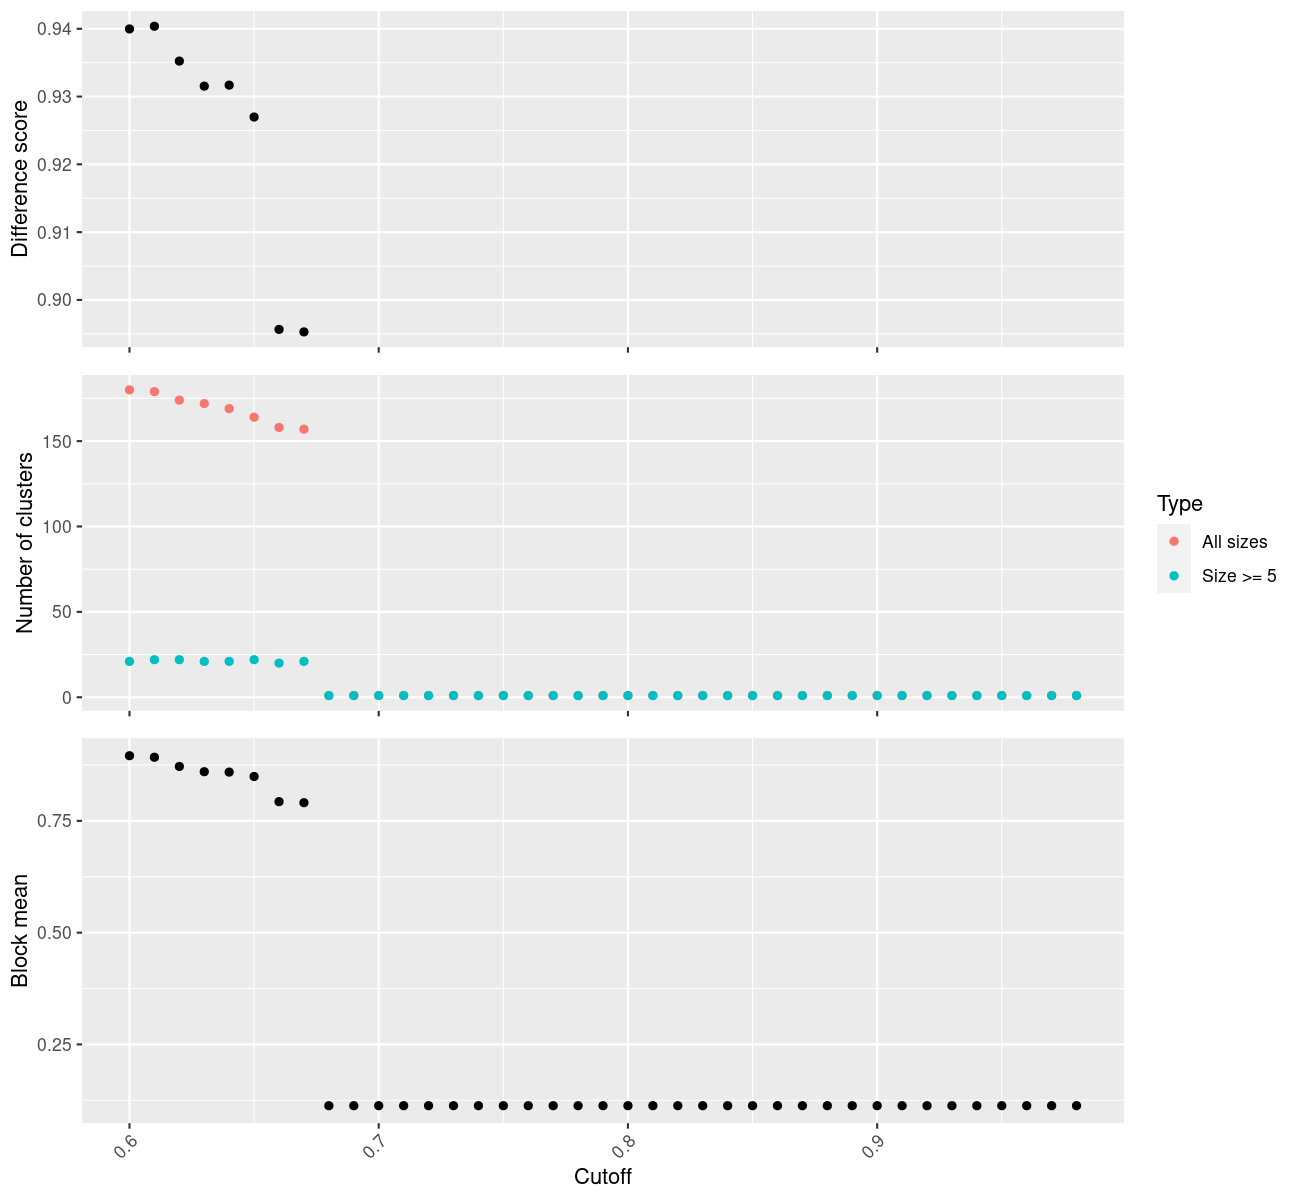 Difference score
0.94
0.93
0.92
0.91
0.90
Number of clusters
150
100
50
0
Type
All sizes
Size >= 5
Block mean
0.75
0.50
0.25
0.6
0.7
0.8
0.9
Cutoff